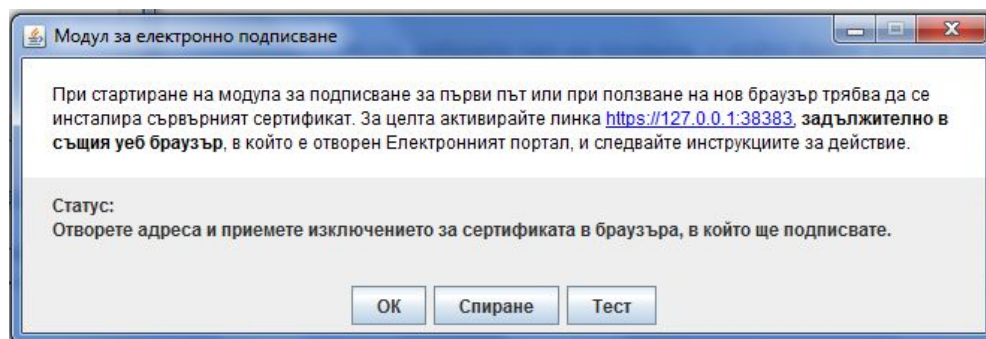 Модул за електронно подписване
При стартиране на модула за подписване за първи път или при ползване на нов браузър трябва да се
инсталира сървърният сертификат. За целта активирайте линка https://127.0.0.1:38383, задължително в
същия уеб браузър, в който е отворен Електронният портал, и следвайте инструкциите за действие.
Статус:
Отворете адреса и приемете изключението за сертификата в браузъра, в който ще подписвате.
ОК Спиране Тест